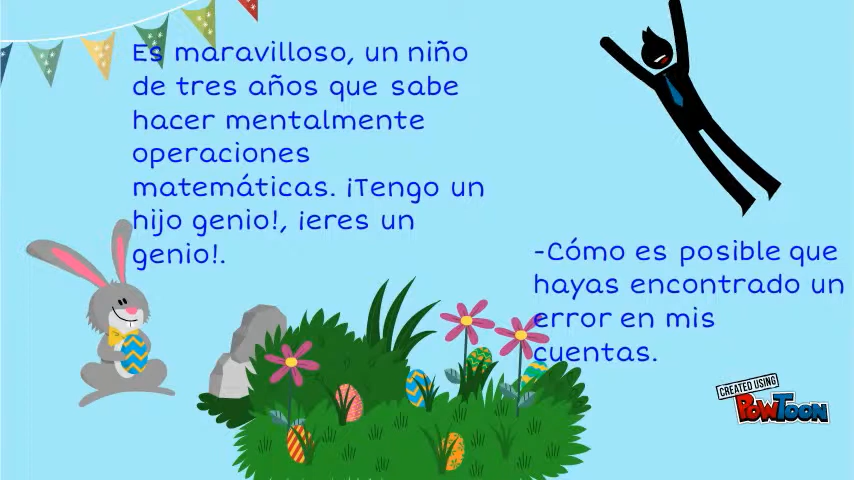 Es maravilloso, un niño
de tres años que sabe
hacer mentalmente
operaciones
matemáticas. ¡Tengo un
hijo genio!, ¡eres un
genio!.
-Cómo es posible que
hayas encontrado un
error en mis
cuentas.
CREATED USING
POWTOON